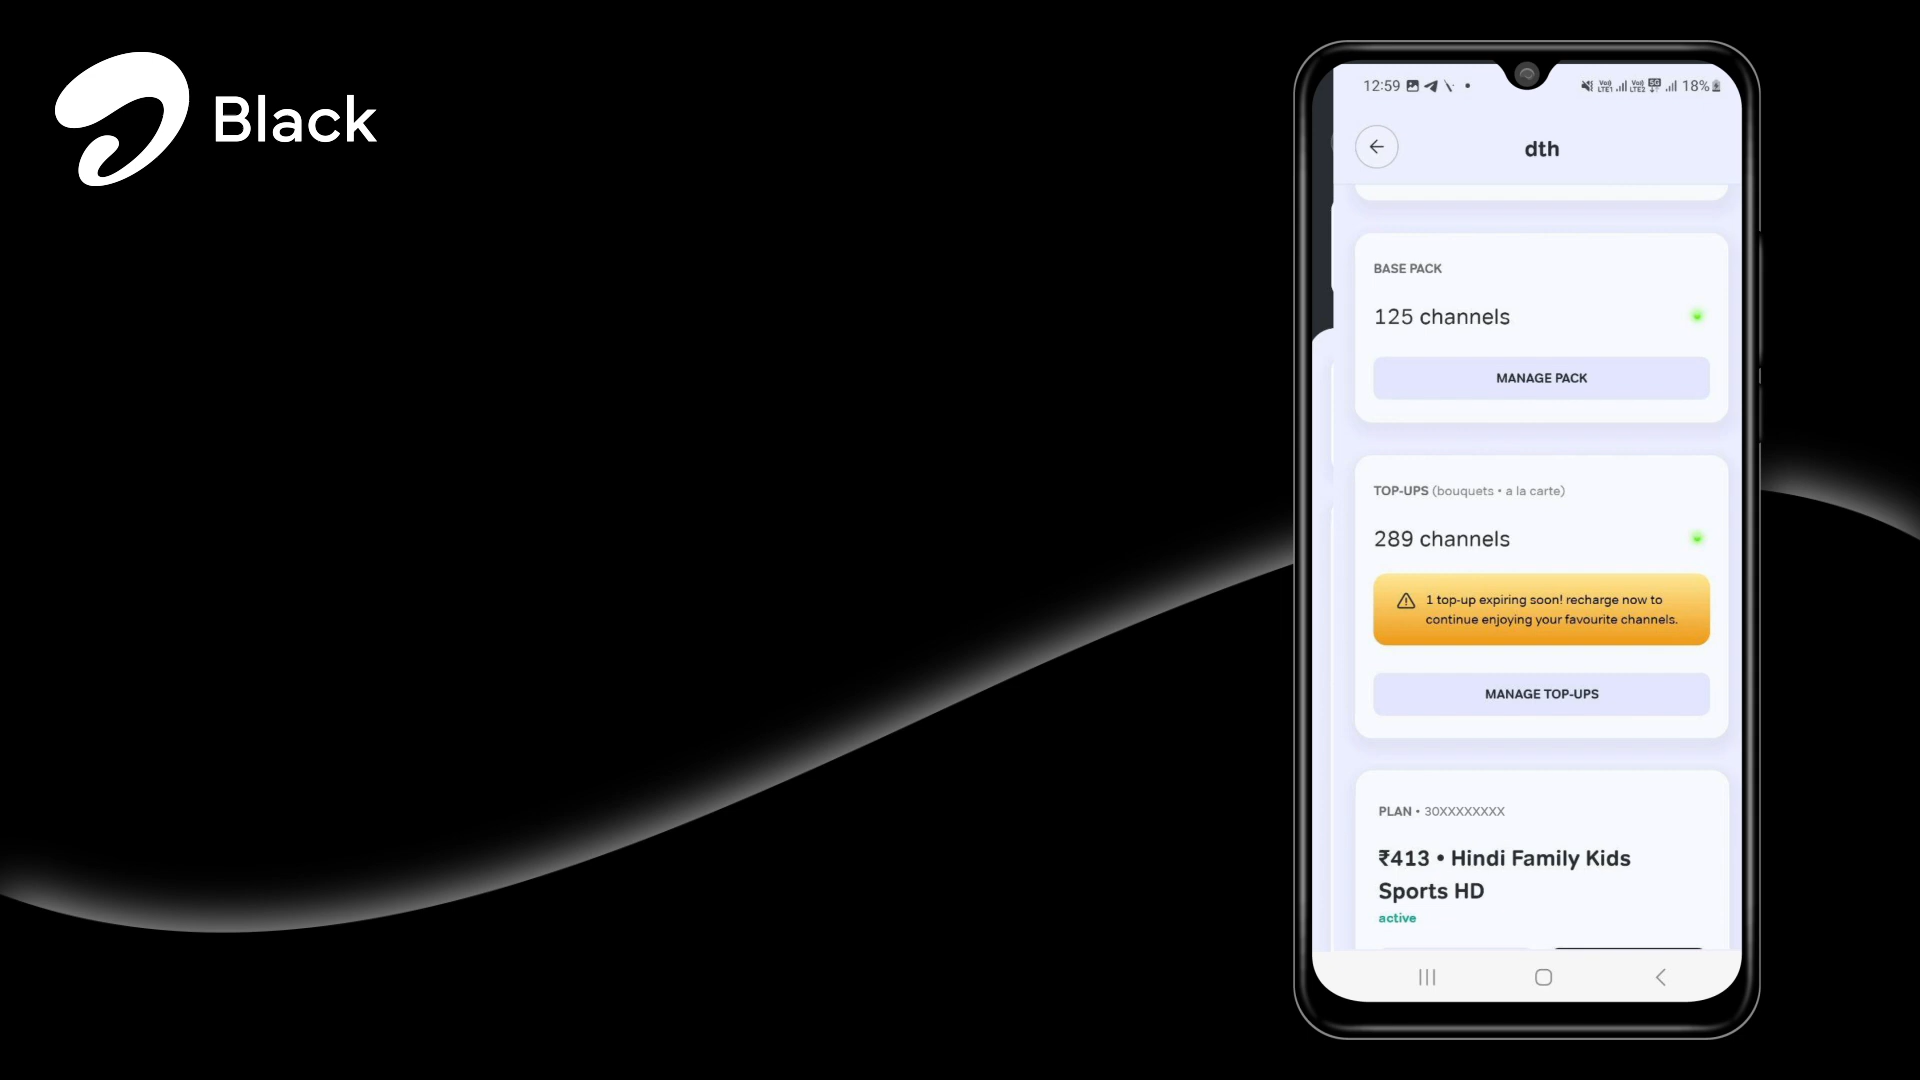 Black
12:59
18%
dth
BASE PACK
125 channels
MANAGE PACK
TOP-UPS (bouquets • a la carte)
289 channels
1 top-up expiring soon! recharge now to
continue enjoying your favourite channels.
MANAGE TOP-UPS
PLAN • 30XXXXXXXX
₹413 • Hindi Family Kids
Sports HD
active